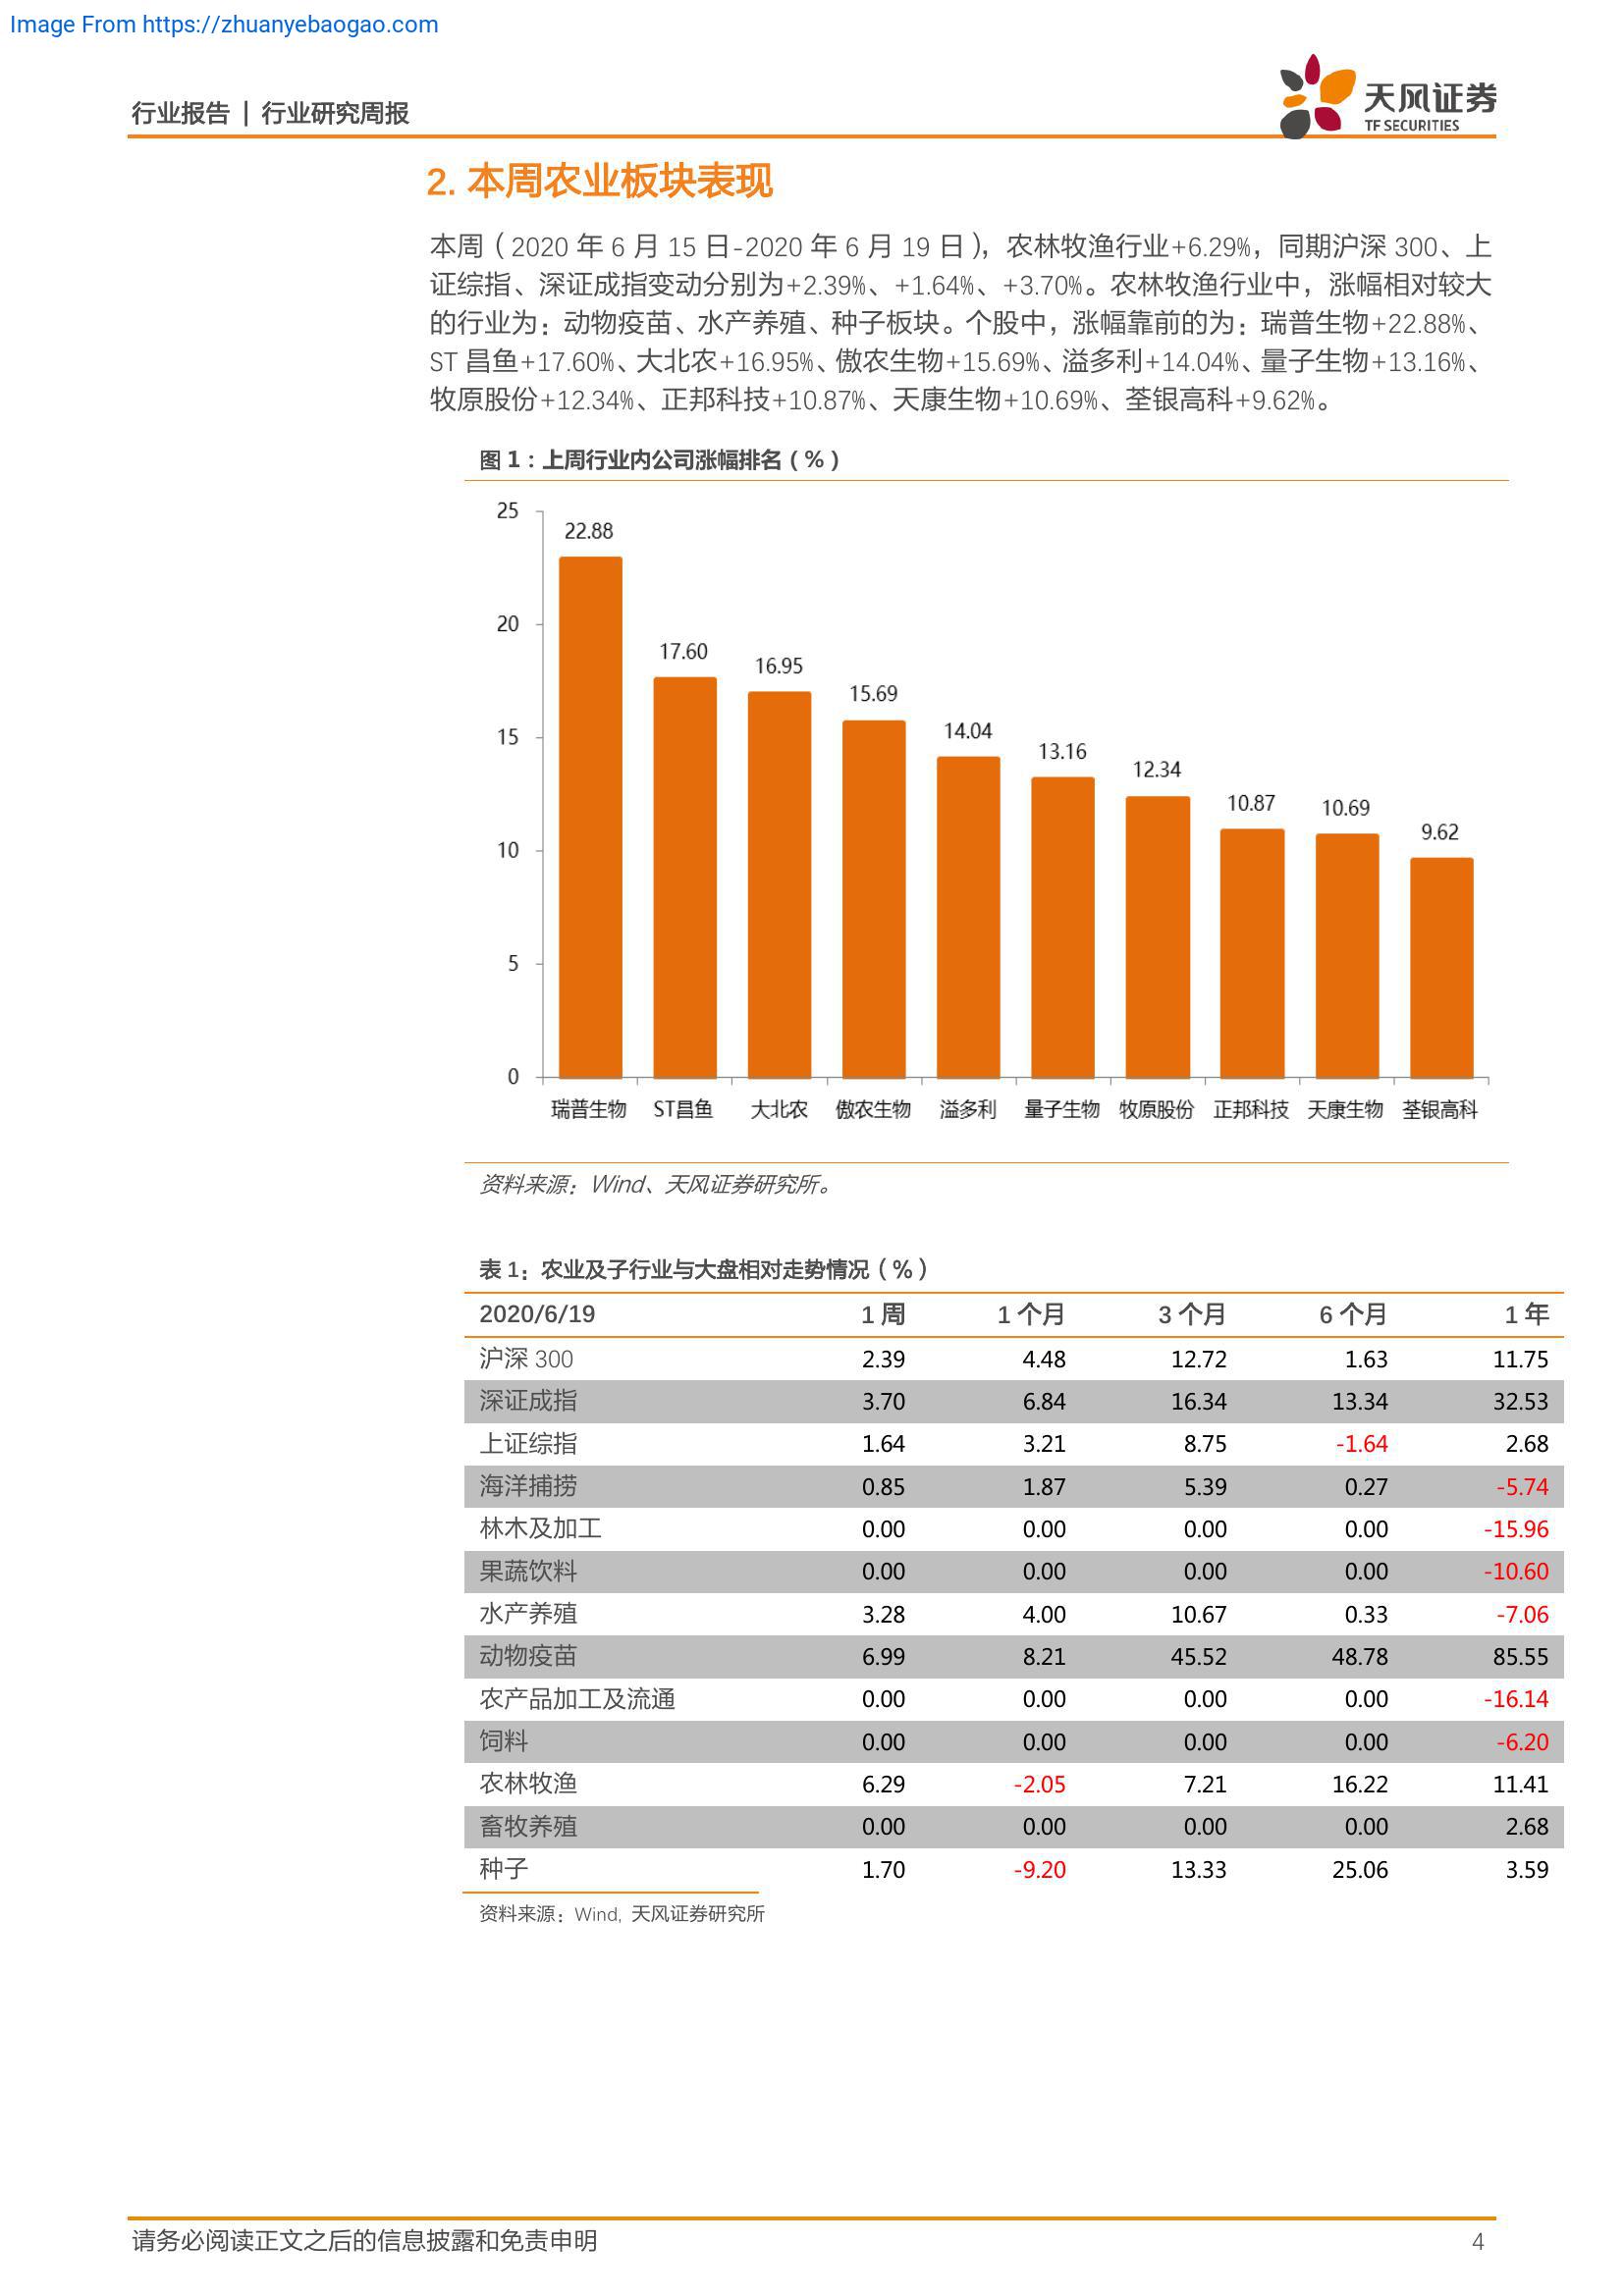 Image From https://zhuanyebaogao.com
行业报告 | 行业研究周报
天风证券
TF SECURITIES
2. 本周农业板块表现
本周（2020 年 6 月 15 日-2020 年 6 月 19 日），农林牧渔行业+6.29%，同期沪深 300、上
证综指、深证成指变动分别为+2.39%、+1.64%、+3.70%。农林牧渔行业中，涨幅相对较大
的行业为：动物疫苗、水产养殖、种子板块。个股中，涨幅靠前的为：瑞普生物+22.88%、
ST 昌鱼+17.60%、大北农+16.95%、傲农生物+15.69%、溢多利+14.04%、量子生物+13.16%、
牧原股份+12.34%、正邦科技+10.87%、天康生物+10.69%、荃银高科+9.62%。
图 1：上周行业内公司涨幅排名（%）
25
20
15
10
5
0
22.88 17.60 16.95 15.69 14.04 13.16 12.34 10.87 10.69 9.62
瑞普生物 ST昌鱼 大北农 傲农生物 溢多利 量子生物 牧原股份 正邦科技 天康生物 荃银高科
资料来源：Wind、天风证券研究所。
表 1：农业及子行业与大盘相对走势情况（%）
2020/6/19 1 周 1 个月 3 个月 6 个月 1 年
沪深 300 2.39 4.48 12.72 1.63 11.75
深证成指 3.70 6.84 16.34 13.34 32.53
上证综指 1.64 3.21 8.75 -1.64 2.68
海洋捕捞 0.85 1.87 5.39 0.27 -5.74
林木及加工 0.00 0.00 0.00 0.00 -15.96
果蔬饮料 0.00 0.00 0.00 0.00 -10.60
水产养殖 3.28 4.00 10.67 0.33 -7.06
动物疫苗 6.99 8.21 45.52 48.78 85.55
农产品加工及流通 0.00 0.00 0.00 0.00 -16.14
饲料 0.00 0.00 0.00 0.00 -6.20
农林牧渔 6.29 -2.05 7.21 16.22 11.41
畜牧养殖 0.00 0.00 0.00 0.00 2.68
种子 1.70 -9.20 13.33 25.06 3.59
资料来源：Wind, 天风证券研究所
请务必阅读正文之后的信息披露和免责申明 4